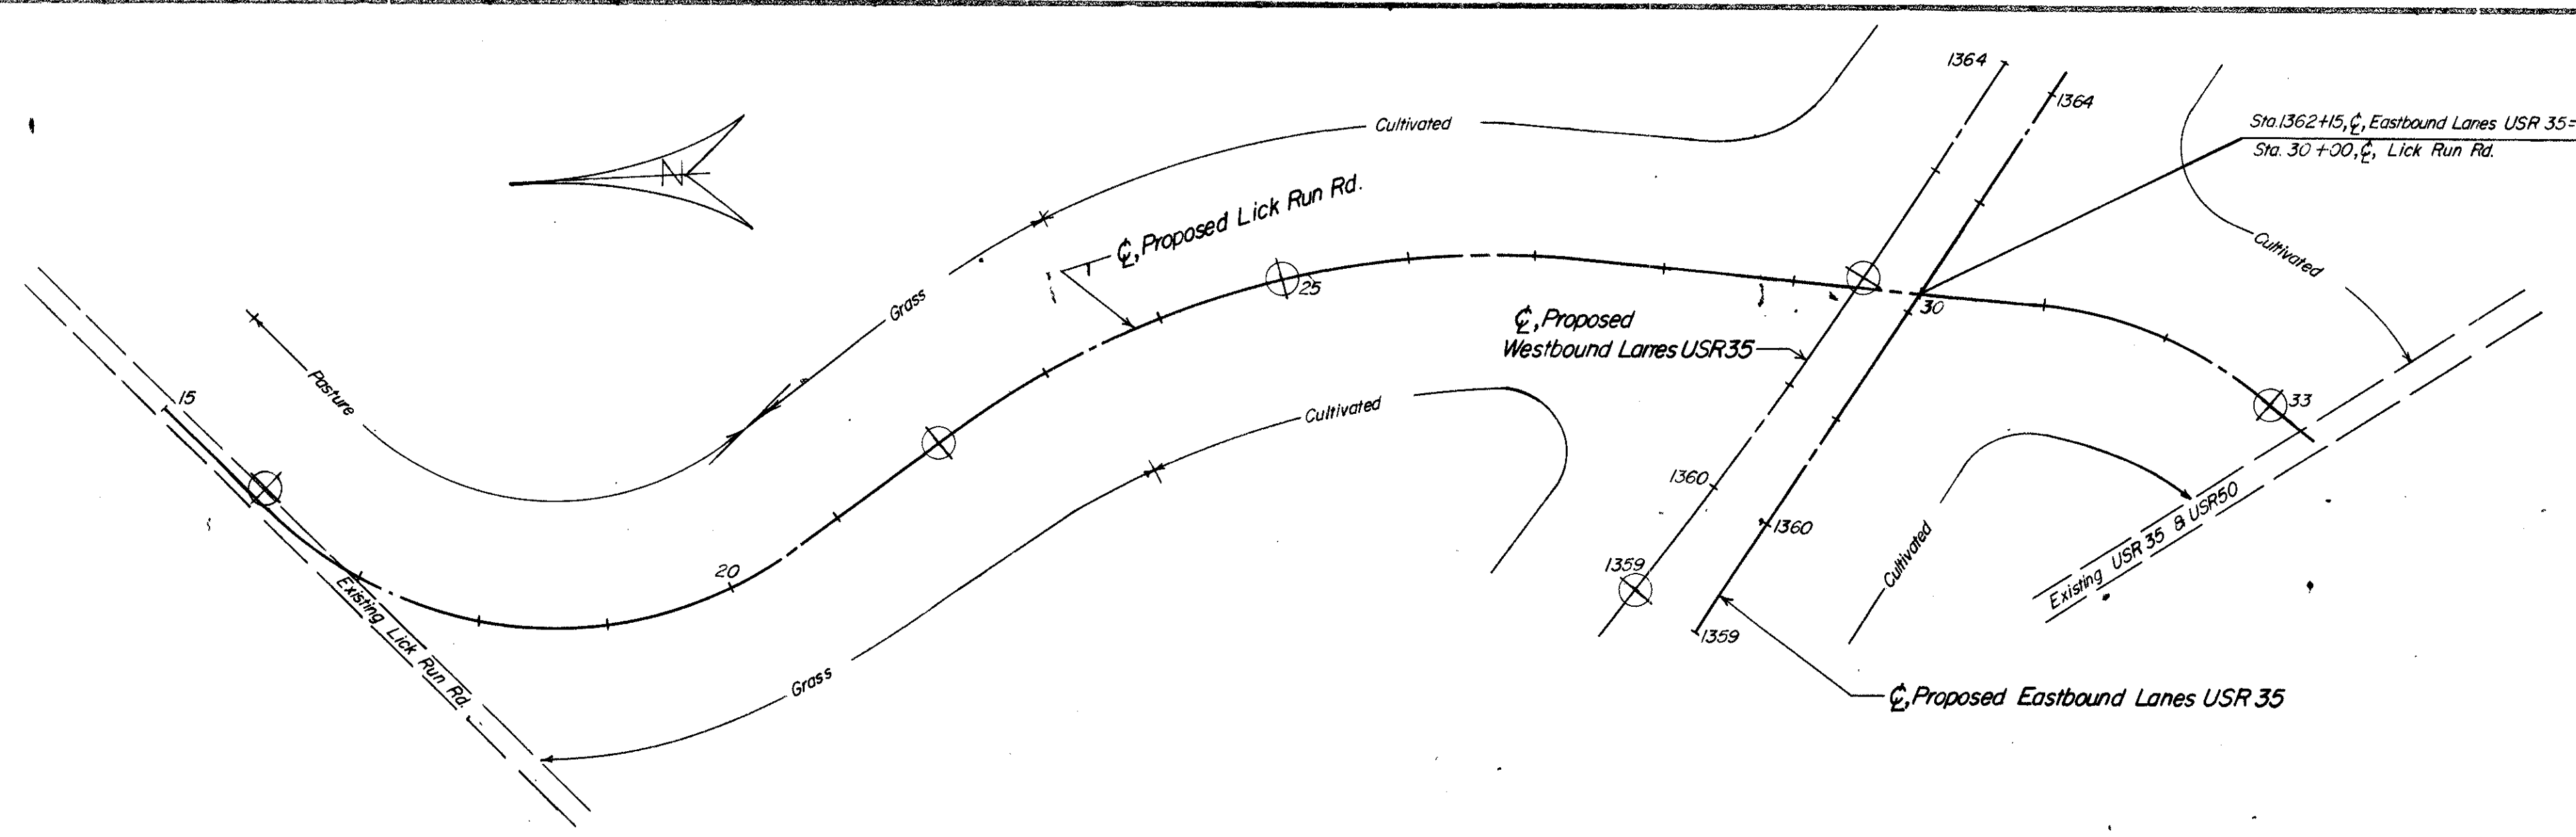 1364
1364
Sta.1362+15,℄, Eastbound Lanes USR 35=
Sta. 30+00,℄, Lick Run Rd.
Cultivated
N
℄,Proposed Lick Run Rd.
Cultivated
25
Grass
30
℄,Proposed
Westbound Lanes USR35
Pasture
15
33
Cultivated
1360
1360
Existing USR 35 & USR50
Cultivated
20
1359
Existing Lick Run Rd.
1359
Grass
℄,Proposed Eastbound Lanes USR 35